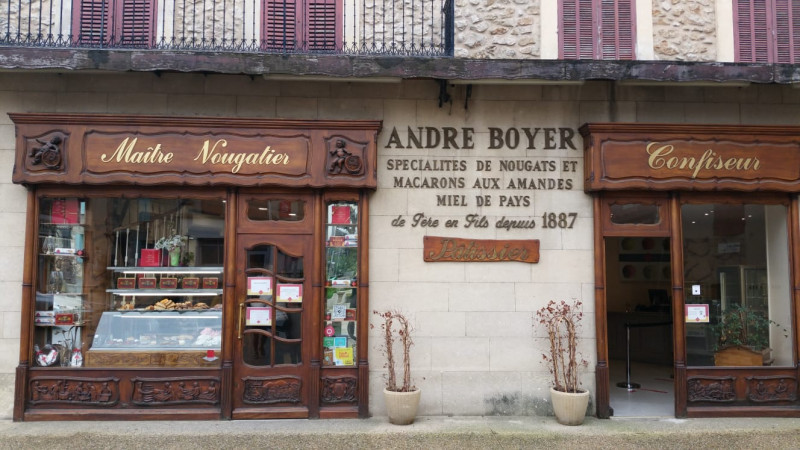 Maître Nougatier
ANDRE BOYER
SPECIALITES DE NOUGATS ET
MACARONS AUX AMANDES
MIEL DE PAYS
de Père en Fils depuis 1887
Pâtissier
Confiseur